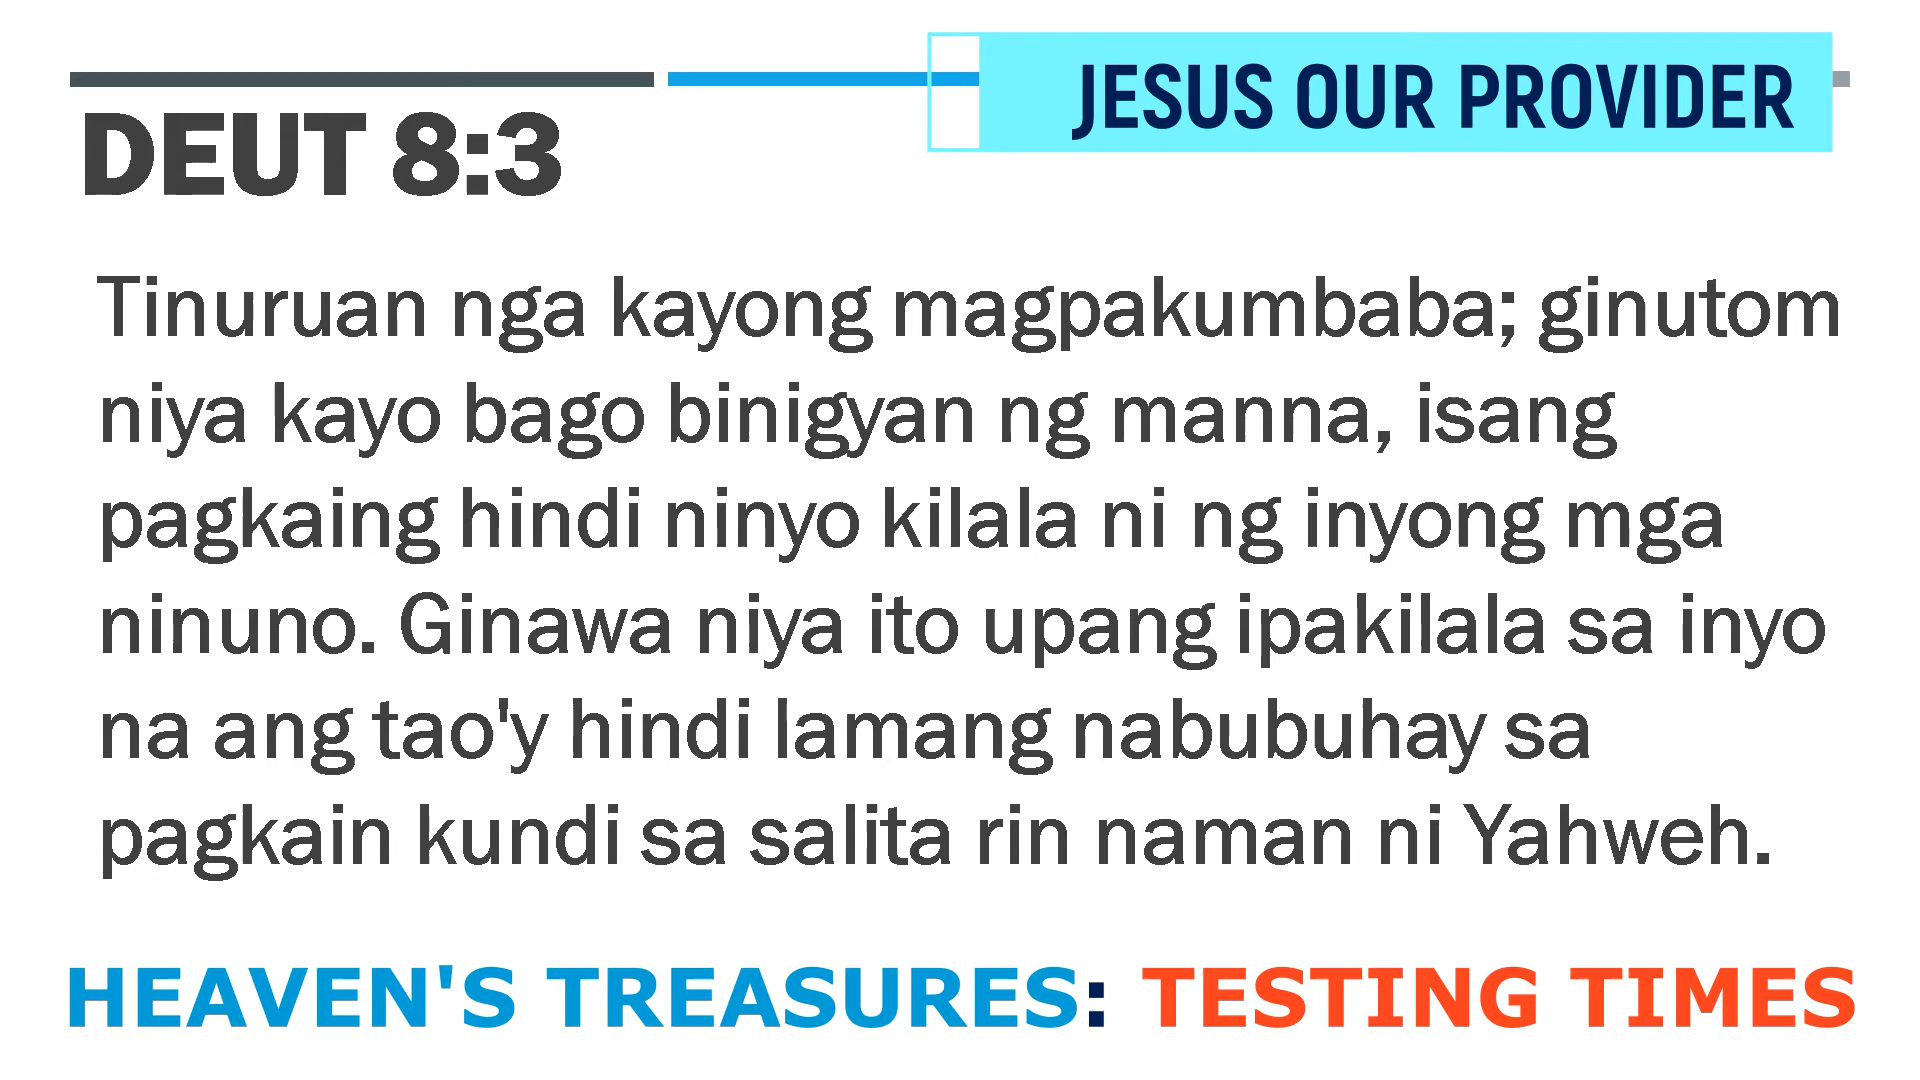 JESUS OUR PROVIDER
DEUT 8:3
Tinuruan nga kayong magpakumbaba; ginutom
niya kayo bago binigyan ng manna, isang
pagkaing hindi ninyo kilala ni ng inyong mga
ninuno. Ginawa niya ito upang ipakilala sa inyo
na ang tao'y hindi lamang nabubuhay sa
pagkain kundi sa salita rin naman ni Yahweh.
HEAVEN'S TREASURES: TESTING TIMES